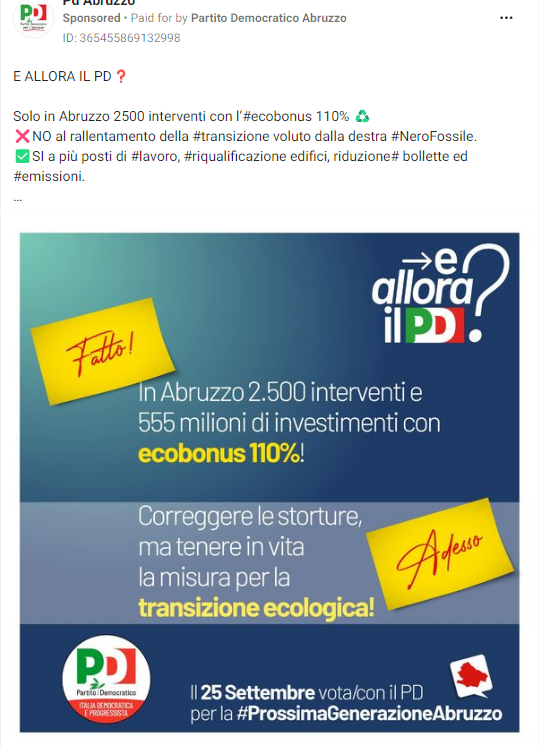 Pd Abruzzo
Sponsored • Paid for by Partito Democratico Abruzzo
ID: 365455869132998
E ALLORA IL PD ❓
Solo in Abruzzo 2500 interventi con l'#ecobonus 110% ♻️
❌NO al rallentamento della #transizione voluto dalla destra #NeroFossile.
✅SI a più posti di #lavoro, #riqualificazione edifici, riduzione# bollette ed
#emissioni.
...
→e
allora
il PD?
Fatto!
In Abruzzo 2.500 interventi e
555 milioni di investimenti con
ecobonus 110%!
Correggere le storture,
ma tenere in vita
la misura per la
transizione ecologica!
Adesso
PD
Partito Democratico
ITALIA DEMOCRATICA
E PROGRESSISTA
Il 25 Settembre vota/con il PD
per la #ProssimaGenerazioneAbruzzo